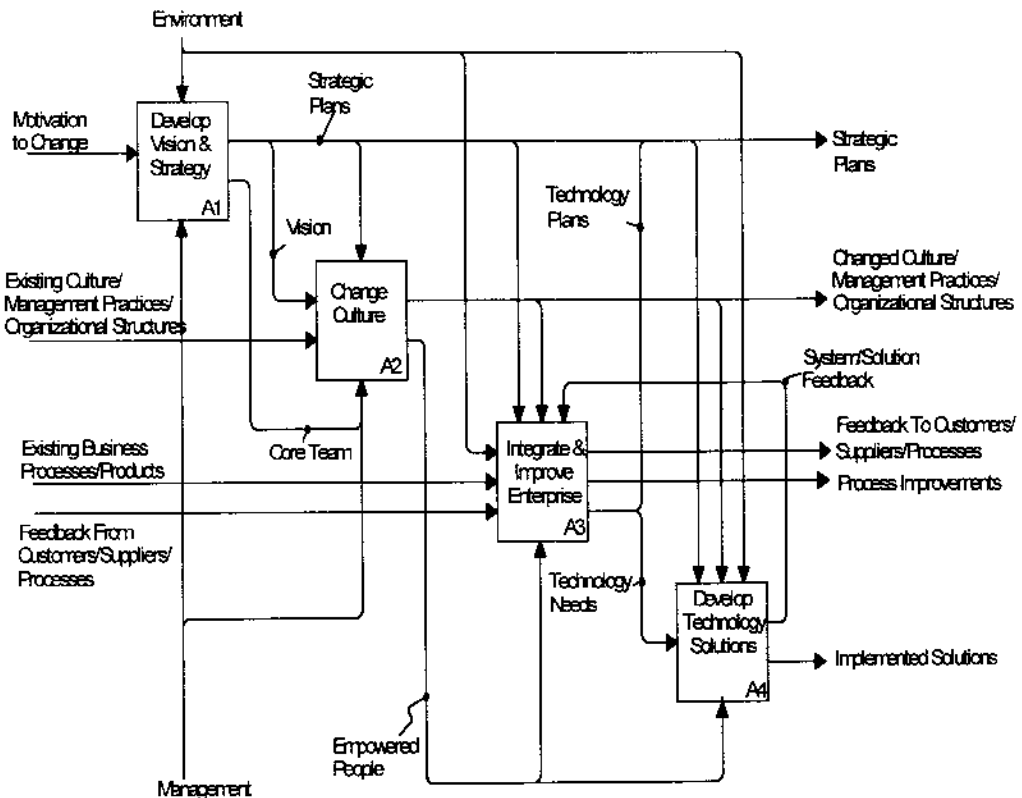 Environment
Strategic
Plans
Motivation
to Change
Develop
Vision &
Strategy
A1
Strategic
Plans
Technology
Plans
Vision
Existing Culture/
Management Practices/
Organizational Structures
Change
Culture
A2
Changed Culture/
Management Practices/
Organizational Structures
System/Solution
Feedback
Existing Business
Processes/Products
Core Team
Integrate &
Improve
Enterprise
A3
Feedback To Customers/
Suppliers/Processes
Process Improvements
Feedback From
Customers/Suppliers/
Processes
Technology
Needs
Develop
Technology
Solutions
A4
Implemented Solutions
Empowered
People
Management